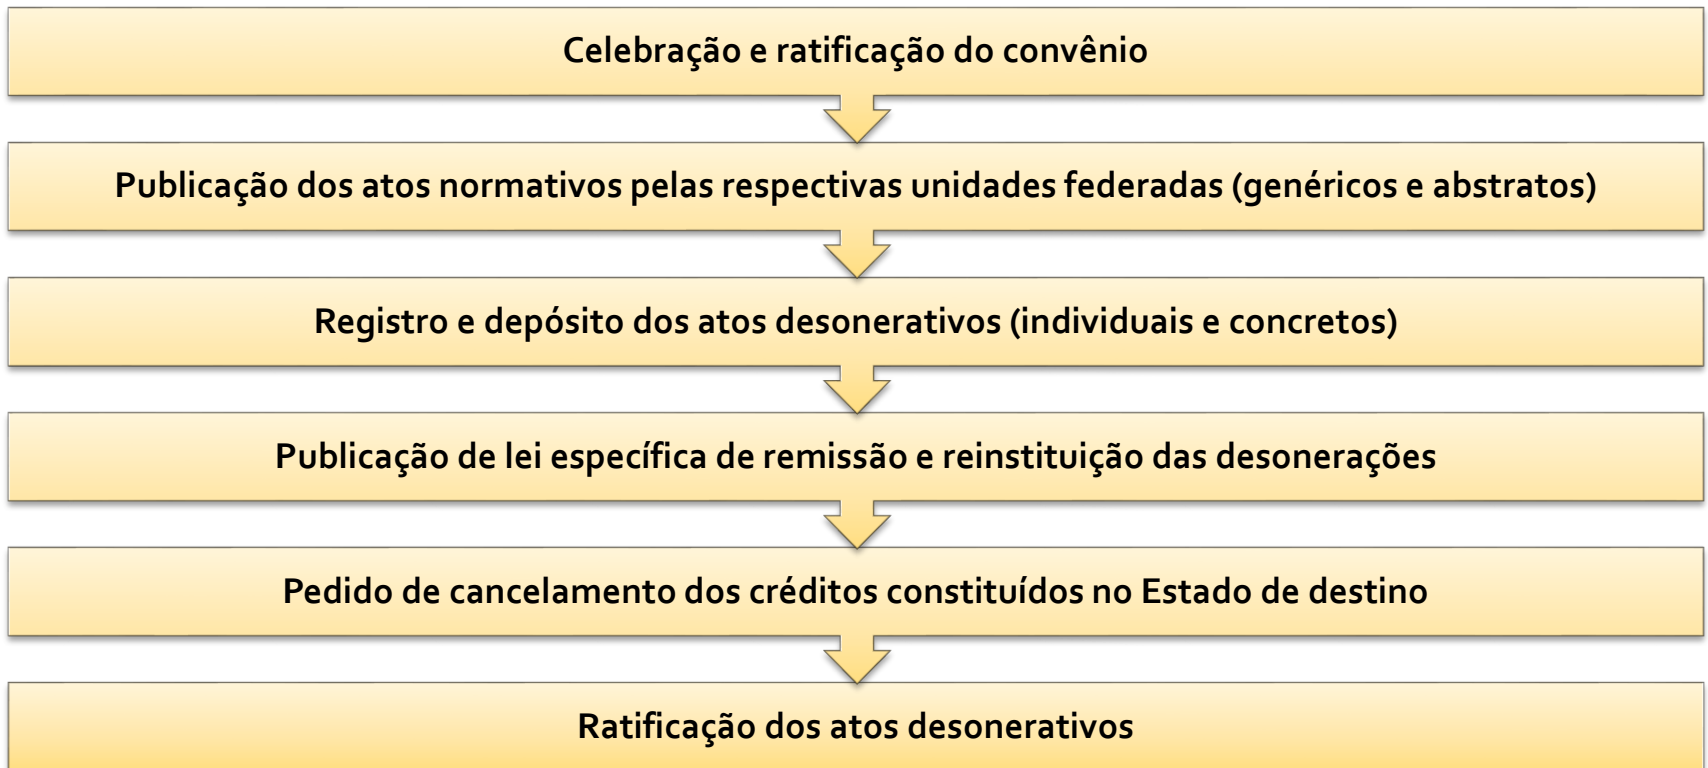 Celebração e ratificação do convênio
Publicação dos atos normativos pelas respectivas unidades federadas (genéricos e abstratos)
Registro e depósito dos atos desonerativos (individuais e concretos)
Publicação de lei específica de remissão e reinstituição das desonerações
Pedido de cancelamento dos créditos constituídos no Estado de destino
Ratificação dos atos desonerativos